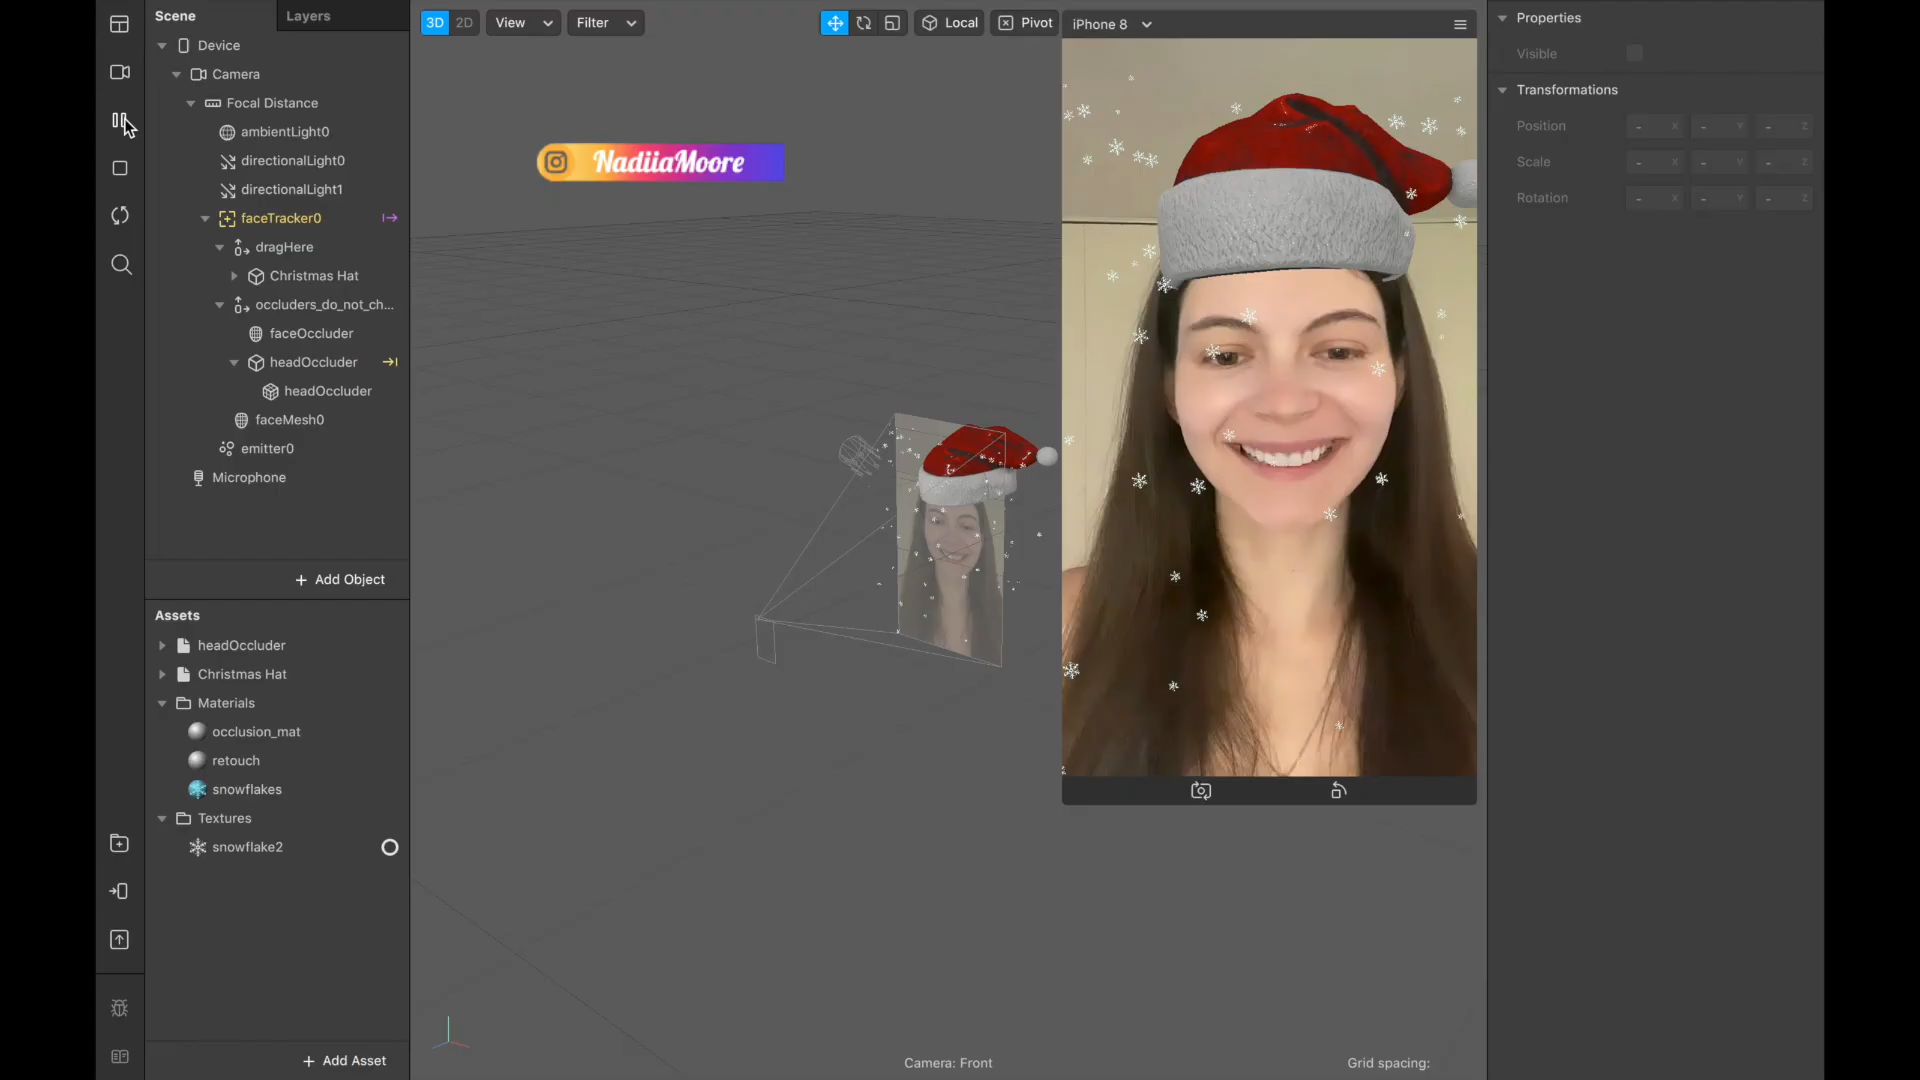 Scene
Layers
Device
Camera
Focal Distance
ambientLight0
directionalLight0
directionalLight1
faceTracker0
dragHere
Christmas Hat
occluders_do_not_ch...
faceOccluder
headOccluder
headOccluder
faceMesh0
emitter0
Microphone
+ Add Object
Assets
headOccluder
Christmas Hat
Materials
occlusion_mat
retouch
snowflakes
Textures
snowflake2
+ Add Asset
3D 2D View Filter Local Pivot
NadiiaMoore
Camera: Front
Grid spacing:
iPhone 8
Properties
Visible
Transformations
Position - X - Y - Z
Scale - X - Y - Z
Rotation - X - Y - Z